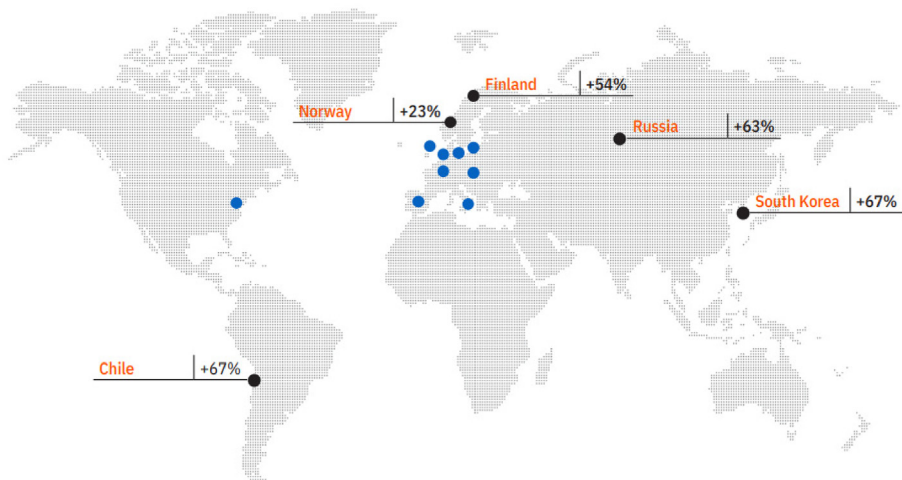 Finland +54%
Norway +23%
Russia +63%
South Korea +67%
Chile +67%